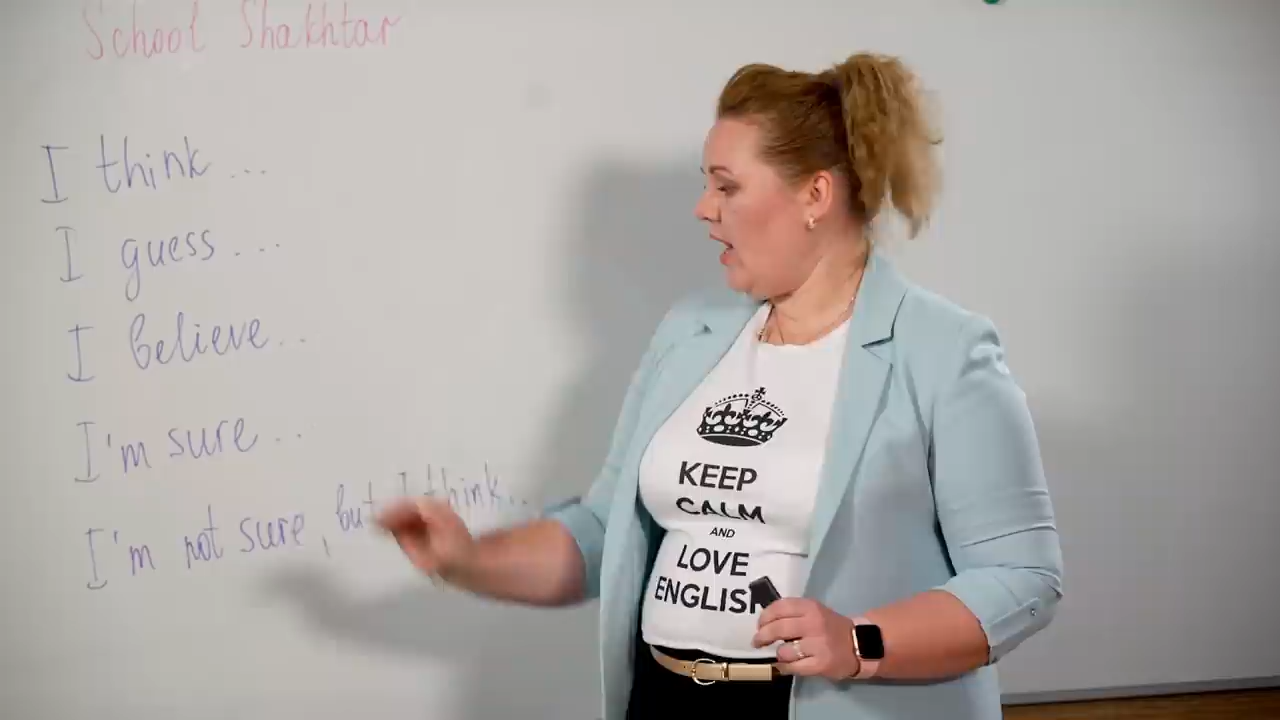 School Shakhtar
I think...
I guess....
I believe...
I'm sure...
I'm not sure, but I think...
KEEP
CALM
AND
LOVE
ENGLISH